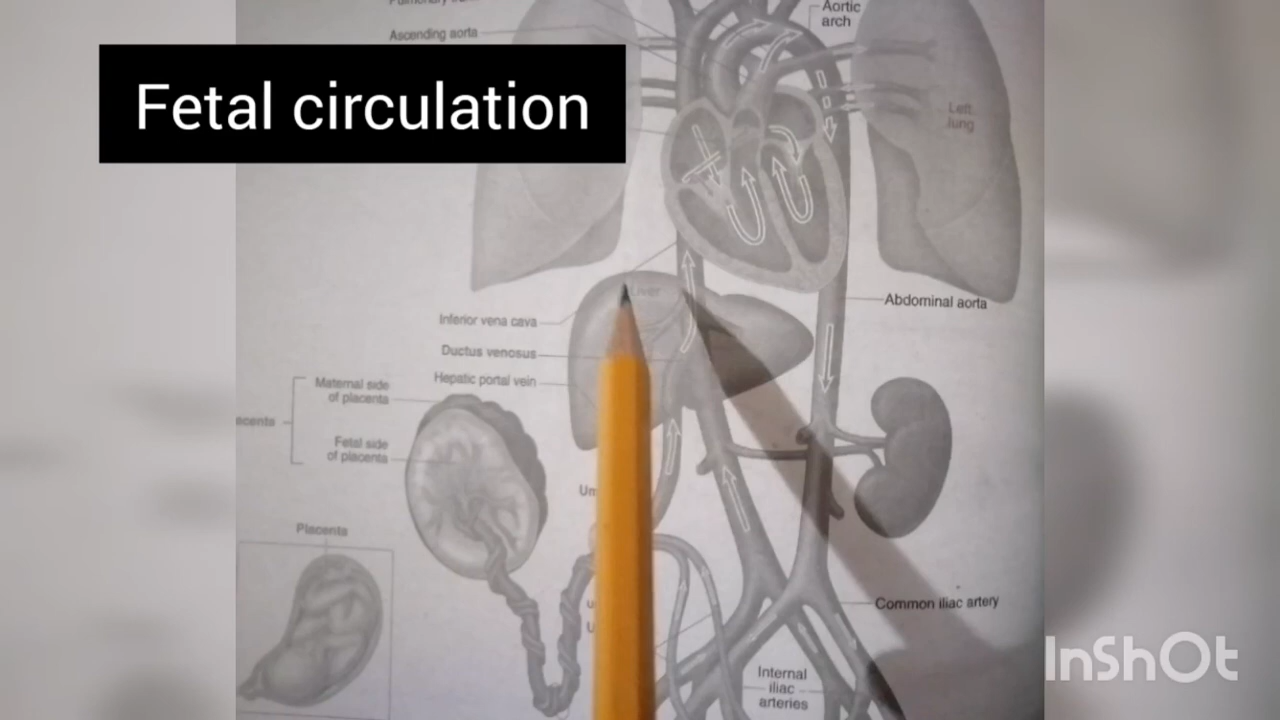 Aortic
arch
Ascending aorta
Fetal circulation
Left
lung
Liver
Abdominal aorta
Inferior vena cava
Ductus venosus
Hepatic portal vein
Maternal side
of placenta
Fetal side
of placenta
Placenta
Common iliac artery
InShOt
Internal
iliac
arteries